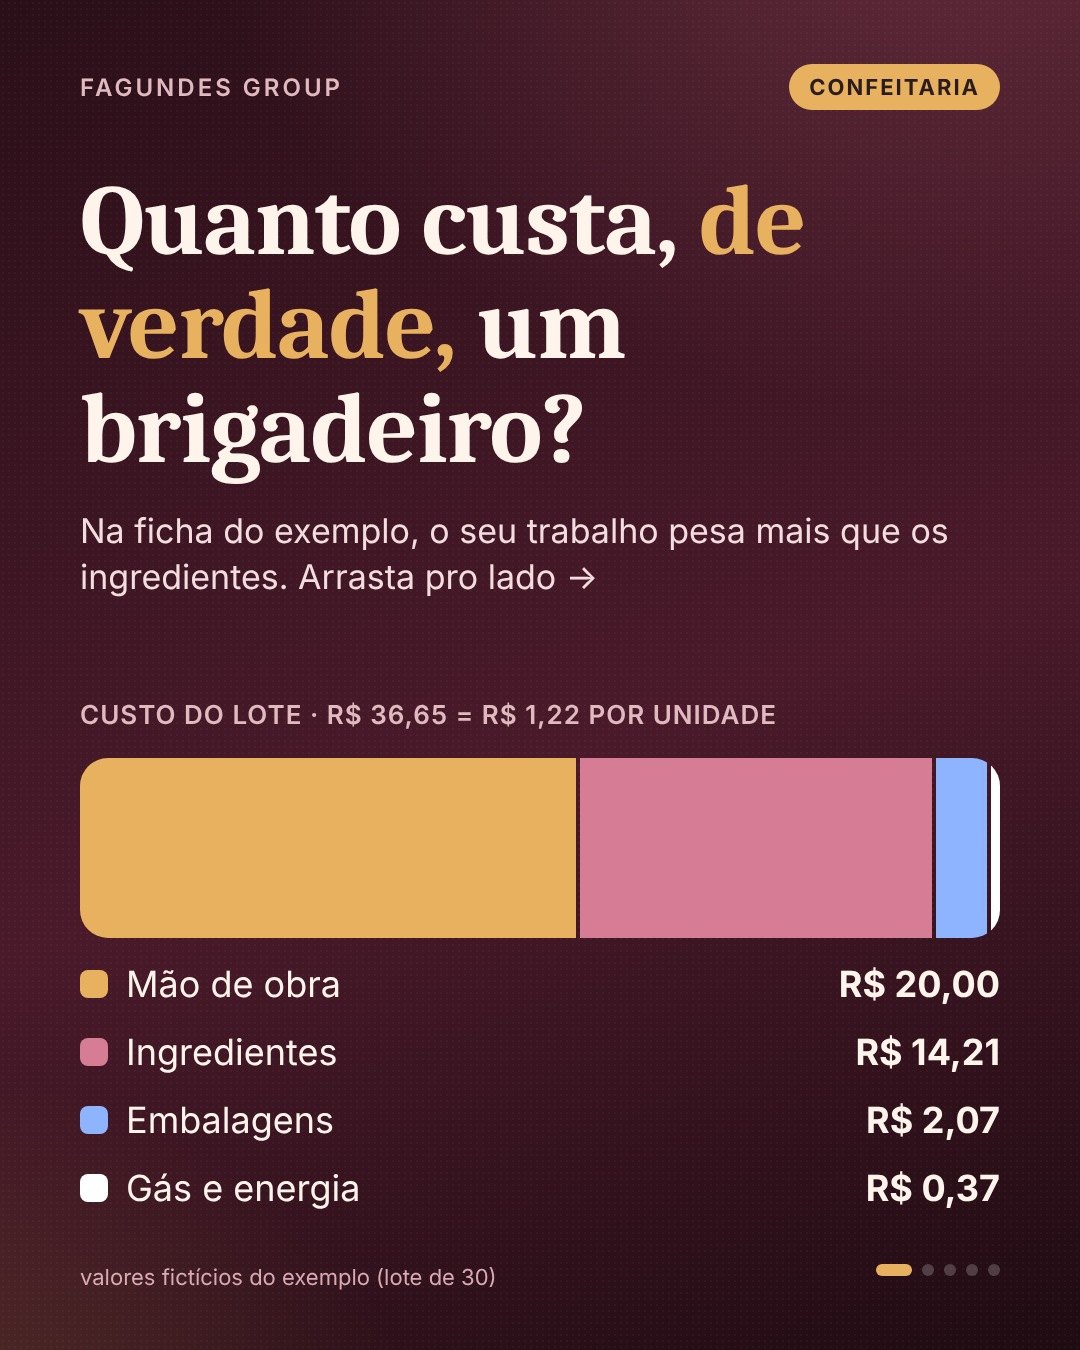 FAGUNDES GROUP
CONFEITARIA
Quanto custa, de
verdade, um
brigadeiro?
Na ficha do exemplo, o seu trabalho pesa mais que os
ingredientes. Arrasta pro lado →
CUSTO DO LOTE · R$ 36,65 = R$ 1,22 POR UNIDADE
Mão de obra R$ 20,00
Ingredientes R$ 14,21
Embalagens R$ 2,07
Gás e energia R$ 0,37
valores fictícios do exemplo (lote de 30)